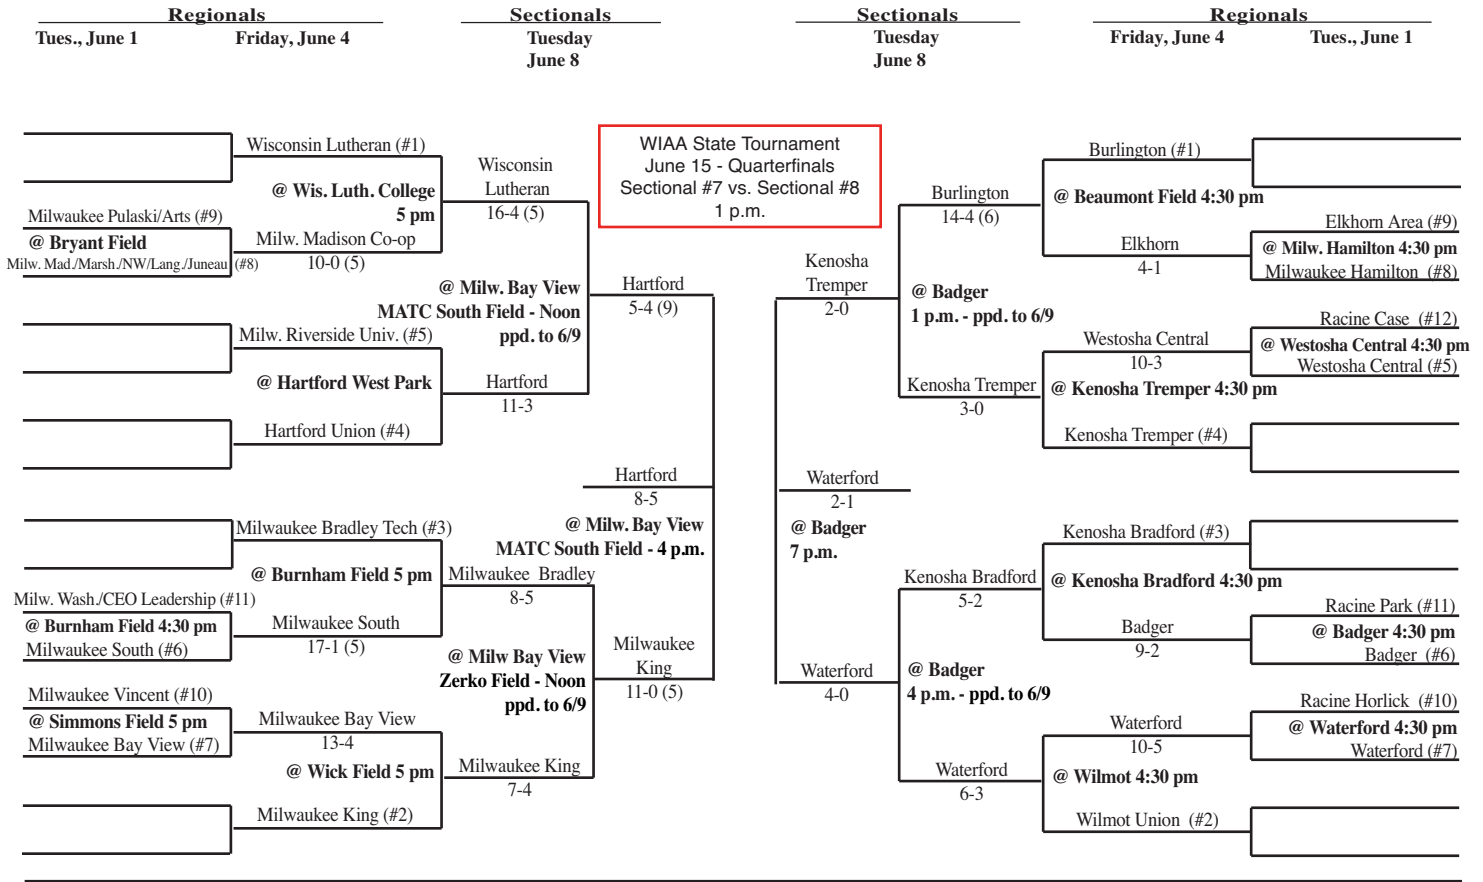 Regionals
Sectionals
Sectionals
Regionals
Tues., June 1
Friday, June 4
Tuesday
June 8
Tuesday
June 8
Friday, June 4
Tues., June 1
WIAA State Tournament
June 15 - Quarterfinals
Sectional #7 vs. Sectional #8
1 p.m.
Wisconsin Lutheran (#1)
@ Wis. Luth. College
5 pm
Milwaukee Pulaski/Arts (#9)
@ Bryant Field
Milw. Mad./Marsh./NW/Lang./Juneau (#8)
Milw. Madison Co-op
10-0 (5)
Wisconsin
Lutheran
16-4 (5)
@ Milw. Bay View
MATC South Field - Noon
ppd. to 6/9
Milw. Riverside Univ. (#5)
@ Hartford West Park
Hartford
11-3
Hartford Union (#4)
Hartford
5-4 (9)
Hartford
8-5
@ Milw. Bay View
MATC South Field - 4 p.m.
Milwaukee Bradley Tech (#3)
@ Burnham Field 5 pm
Milwaukee Bradley
8-5
Milw. Wash./CEO Leadership (#11)
@ Burnham Field 4:30 pm
Milwaukee South (#6)
Milwaukee South
17-1 (5)
@ Milw Bay View
Zerko Field - Noon
ppd. to 6/9
Milwaukee
King
11-0 (5)
Milwaukee Vincent (#10)
@ Simmons Field 5 pm
Milwaukee Bay View (#7)
Milwaukee Bay View
13-4
@ Wick Field 5 pm
Milwaukee King
7-4
Milwaukee King (#2)
Burlington (#1)
Burlington
14-4 (6)
@ Beaumont Field 4:30 pm
Elkhorn Area (#9)
@ Milw. Hamilton 4:30 pm
Milwaukee Hamilton (#8)
Elkhorn
4-1
Kenosha
Tremper
2-0
@ Badger
1 p.m. - ppd. to 6/9
Racine Case (#12)
@ Westosha Central 4:30 pm
Westosha Central (#5)
Westosha Central
10-3
Kenosha Tremper
3-0
@ Kenosha Tremper 4:30 pm
Kenosha Tremper (#4)
Waterford
2-1
@ Badger
7 p.m.
Kenosha Bradford (#3)
Kenosha Bradford
5-2
@ Kenosha Bradford 4:30 pm
Racine Park (#11)
@ Badger 4:30 pm
Badger (#6)
Badger
9-2
Waterford
4-0
@ Badger
4 p.m. - ppd. to 6/9
Racine Horlick (#10)
@ Waterford 4:30 pm
Waterford (#7)
Waterford
10-5
Waterford
6-3
@ Wilmot 4:30 pm
Wilmot Union (#2)